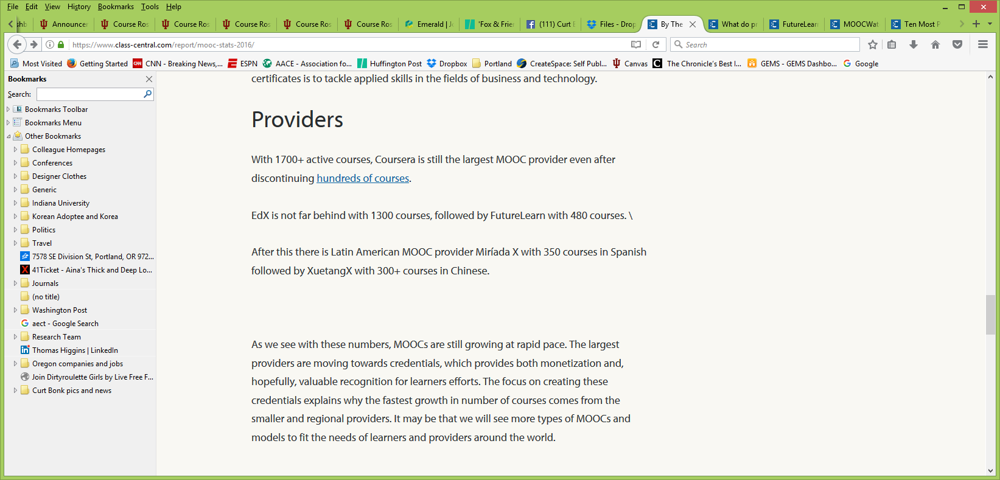 File Edit View History Bookmarks Tools Help
shb Announcer Course Ros Course Ros Course Ros Course Ros Course Ros Emerald | Jo 'Fox & Frien (111) Curt B Files - Drop By The What do pr FutureLearn MOOCWat Ten Most P
https://www.class-central.com/report/mooc-stats-2016/ Search
Most Visited Getting Started CNN - Breaking News,... ESPN AACE - Association fo... Huffington Post Dropbox Portland CreateSpace: Self Publ... Canvas The Chronicle's Best I... GEMS - GEMS Dashbo... Google
Bookmarks
Search:
Bookmarks Toolbar
Bookmarks Menu
Other Bookmarks
Colleague Homepages
Conferences
Designer Clothes
Generic
Indiana University
Korean Adoptee and Korea
Politics
Travel
7578 SE Division St, Portland, OR 972...
41Ticket - Aina's Thick and Deep Lo...
Journals
(no title)
Washington Post
aect - Google Search
Research Team
Thomas Higgins | LinkedIn
Oregon companies and jobs
Join Dirtyroulette Girls by Live Free F...
Curt Bonk pics and news
certificates is to tackle applied skills in the fields of business and technology.
Providers
With 1700+ active courses, Coursera is still the largest MOOC provider even after
discontinuing hundreds of courses.
EdX is not far behind with 1300 courses, followed by FutureLearn with 480 courses. \
After this there is Latin American MOOC provider Miríada X with 350 courses in Spanish
followed by XuetangX with 300+ courses in Chinese.
As we see with these numbers, MOOCs are still growing at rapid pace. The largest
providers are moving towards credentials, which provides both monetization and,
hopefully, valuable recognition for learners efforts. The focus on creating these
credentials explains why the fastest growth in number of courses comes from the
smaller and regional providers. It may be that we will see more types of MOOCs and
models to fit the needs of learners and providers around the world.